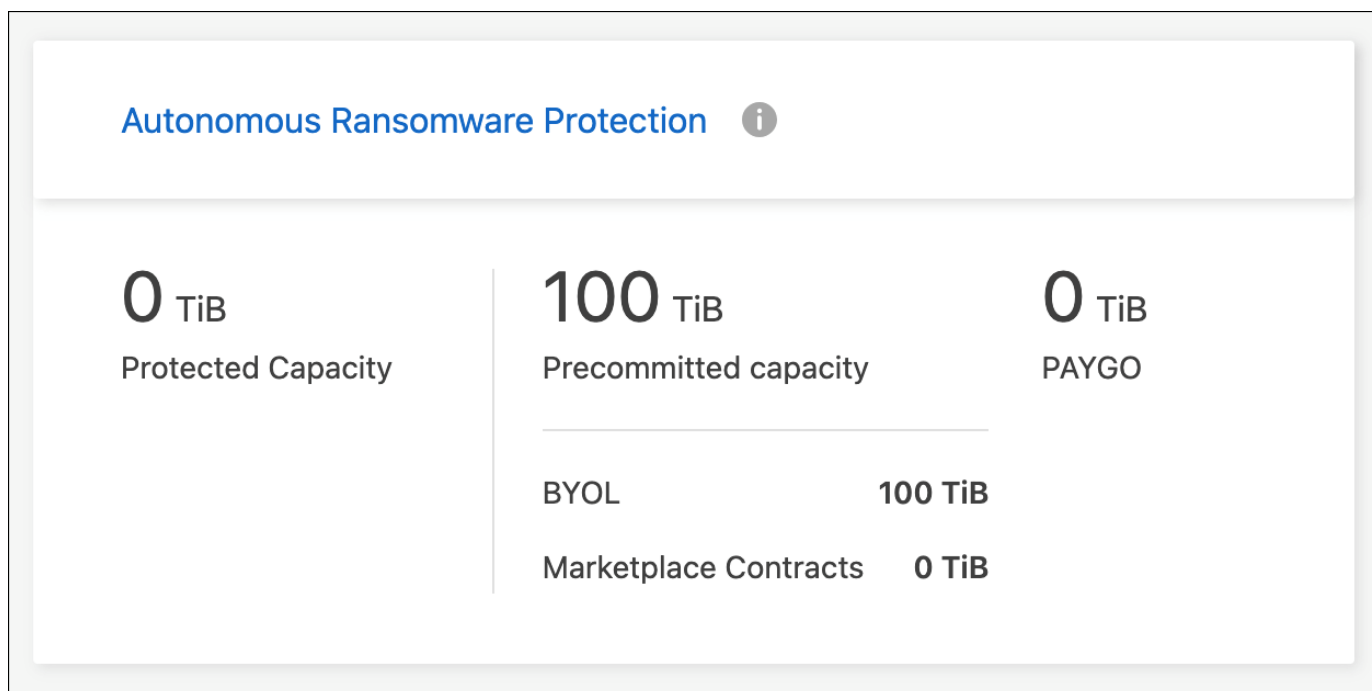 Autonomous Ransomware Protection
0 TiB
Protected Capacity
100 TiB
Precommitted capacity
BYOL 100 TiB
Marketplace Contracts 0 TiB
0 TiB
PAYGO